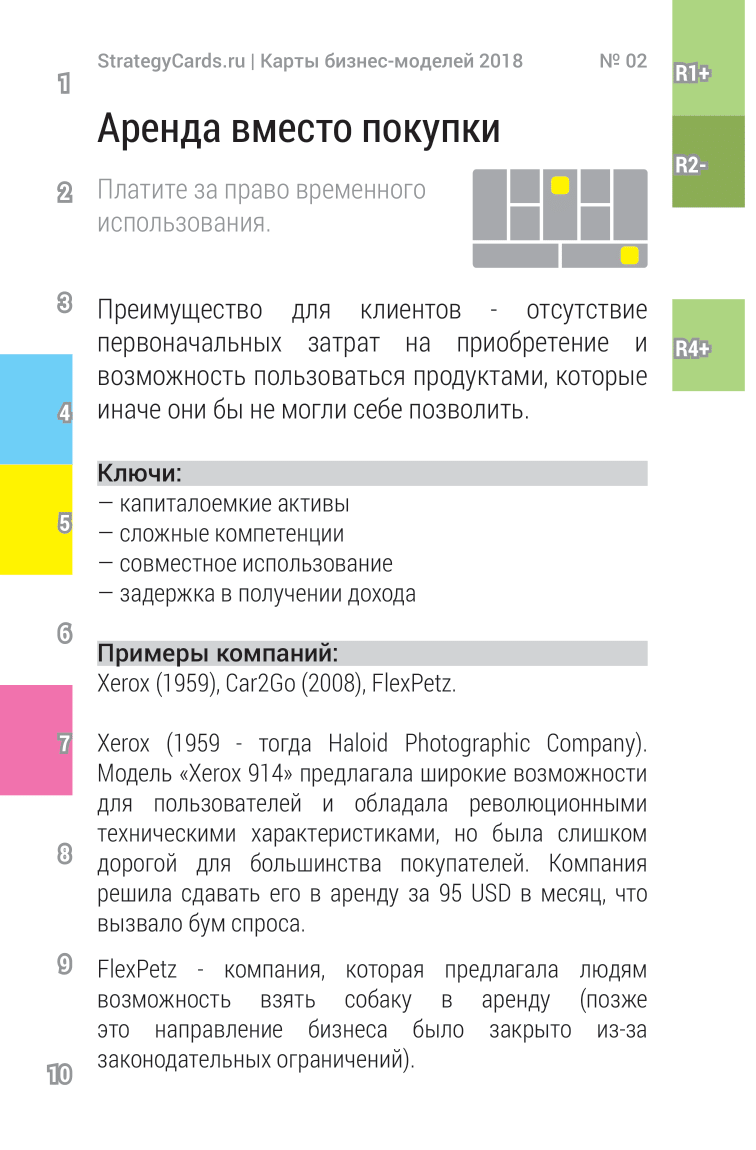 StrategyCards.ru | Карты бизнес-моделей 2018 № 02
R1+
1
Аренда вместо покупки
R2-
2
Платите за право временного
использования.
3
Преимущество для клиентов - отсутствие
первоначальных затрат на приобретение и
R4+
возможность пользоваться продуктами, которые
иначе они бы не могли себе позволить.
4
Ключи:
— капиталоемкие активы
5
— сложные компетенции
— совместное использование
— задержка в получении дохода
6
Примеры компаний:
Xerox (1959), Car2Go (2008), FlexPetz.
7
Xerox (1959 - тогда Haloid Photographic Company).
Модель «Xerox 914» предлагала широкие возможности
для пользователей и обладала революционными
техническими характеристиками, но была слишком
8
дорогой для большинства покупателей. Компания
решила сдавать его в аренду за 95 USD в месяц, что
вызвало бум спроса.
9
FlexPetz - компания, которая предлагала людям
возможность взять собаку в аренду (позже
это направление бизнеса было закрыто из-за
законодательных ограничений).
10